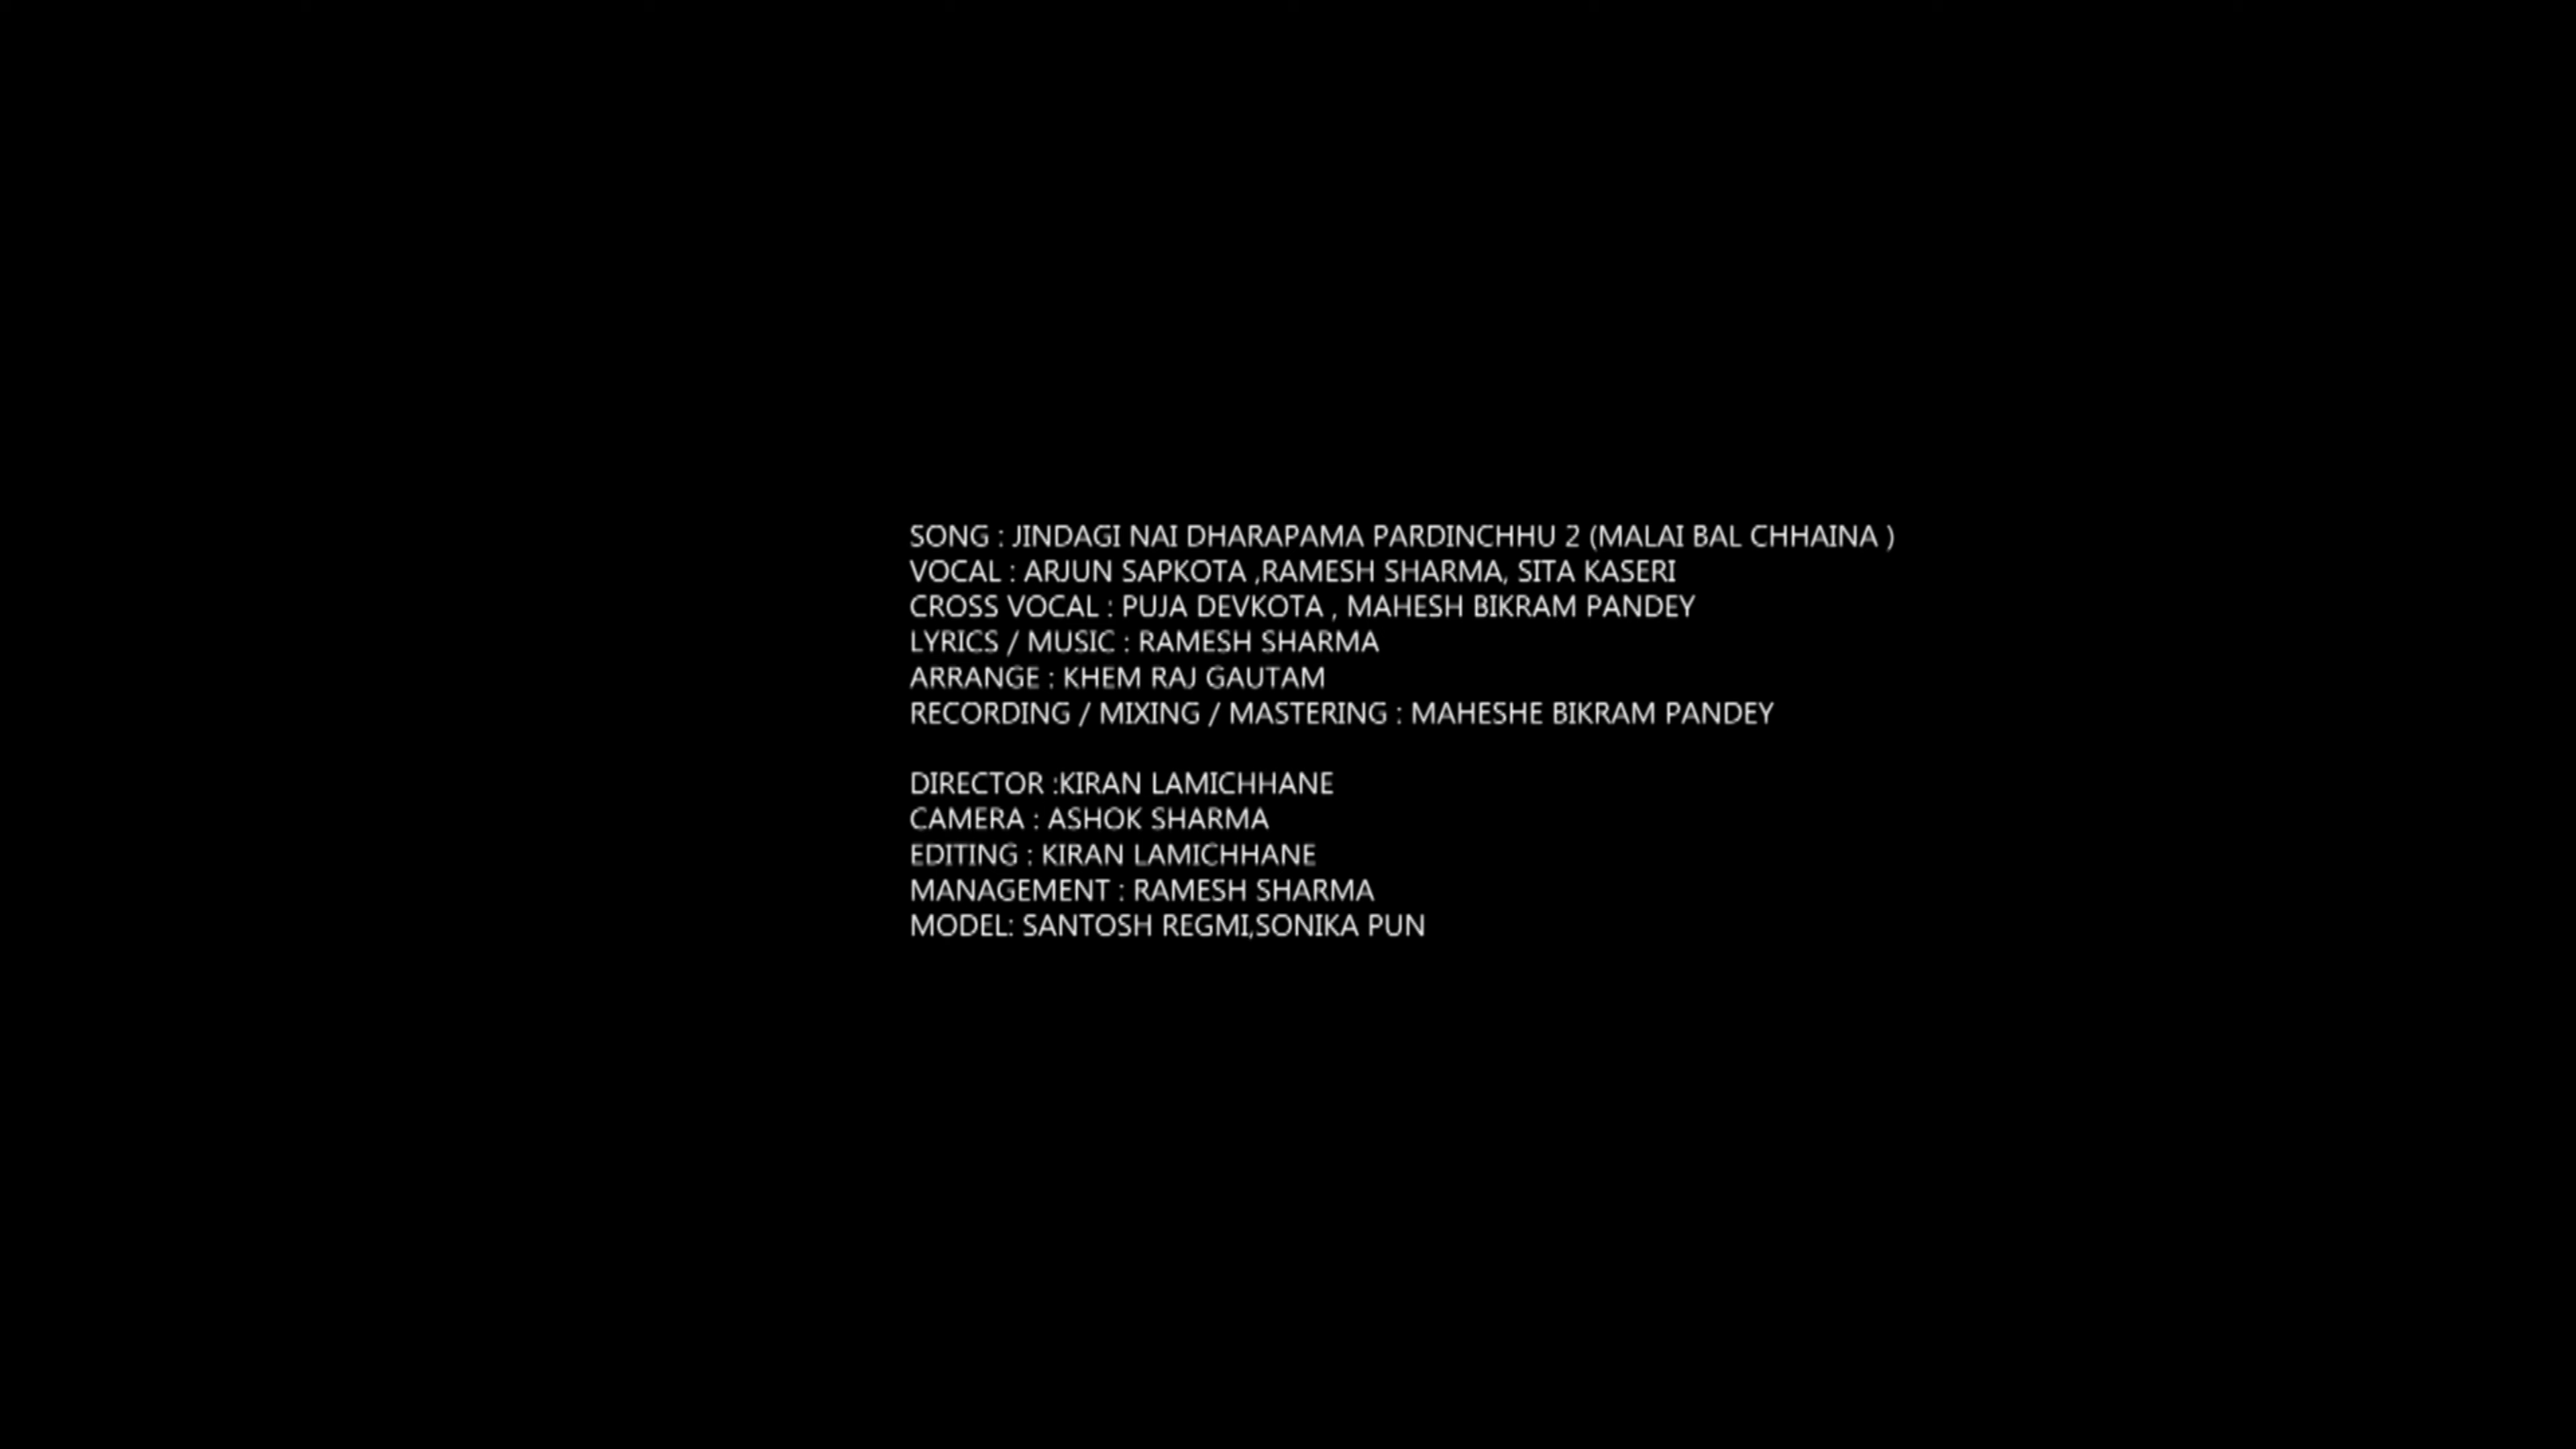 SONG : JINDAGI NAI DHARAPAMA PARDINCHHU 2 (MALAI BAL CHHAINA )
VOCAL : ARJUN SAPKOTA ,RAMESH SHARMA, SITA KASERI
CROSS VOCAL : PUJA DEVKOTA , MAHESH BIKRAM PANDEY
LYRICS / MUSIC : RAMESH SHARMA
ARRANGE : KHEM RAJ GAUTAM
RECORDING / MIXING / MASTERING : MAHESHE BIKRAM PANDEY
DIRECTOR :KIRAN LAMICHHANE
CAMERA : ASHOK SHARMA
EDITING : KIRAN LAMICHHANE
MANAGEMENT : RAMESH SHARMA
MODEL: SANTOSH REGMI,SONIKA PUN